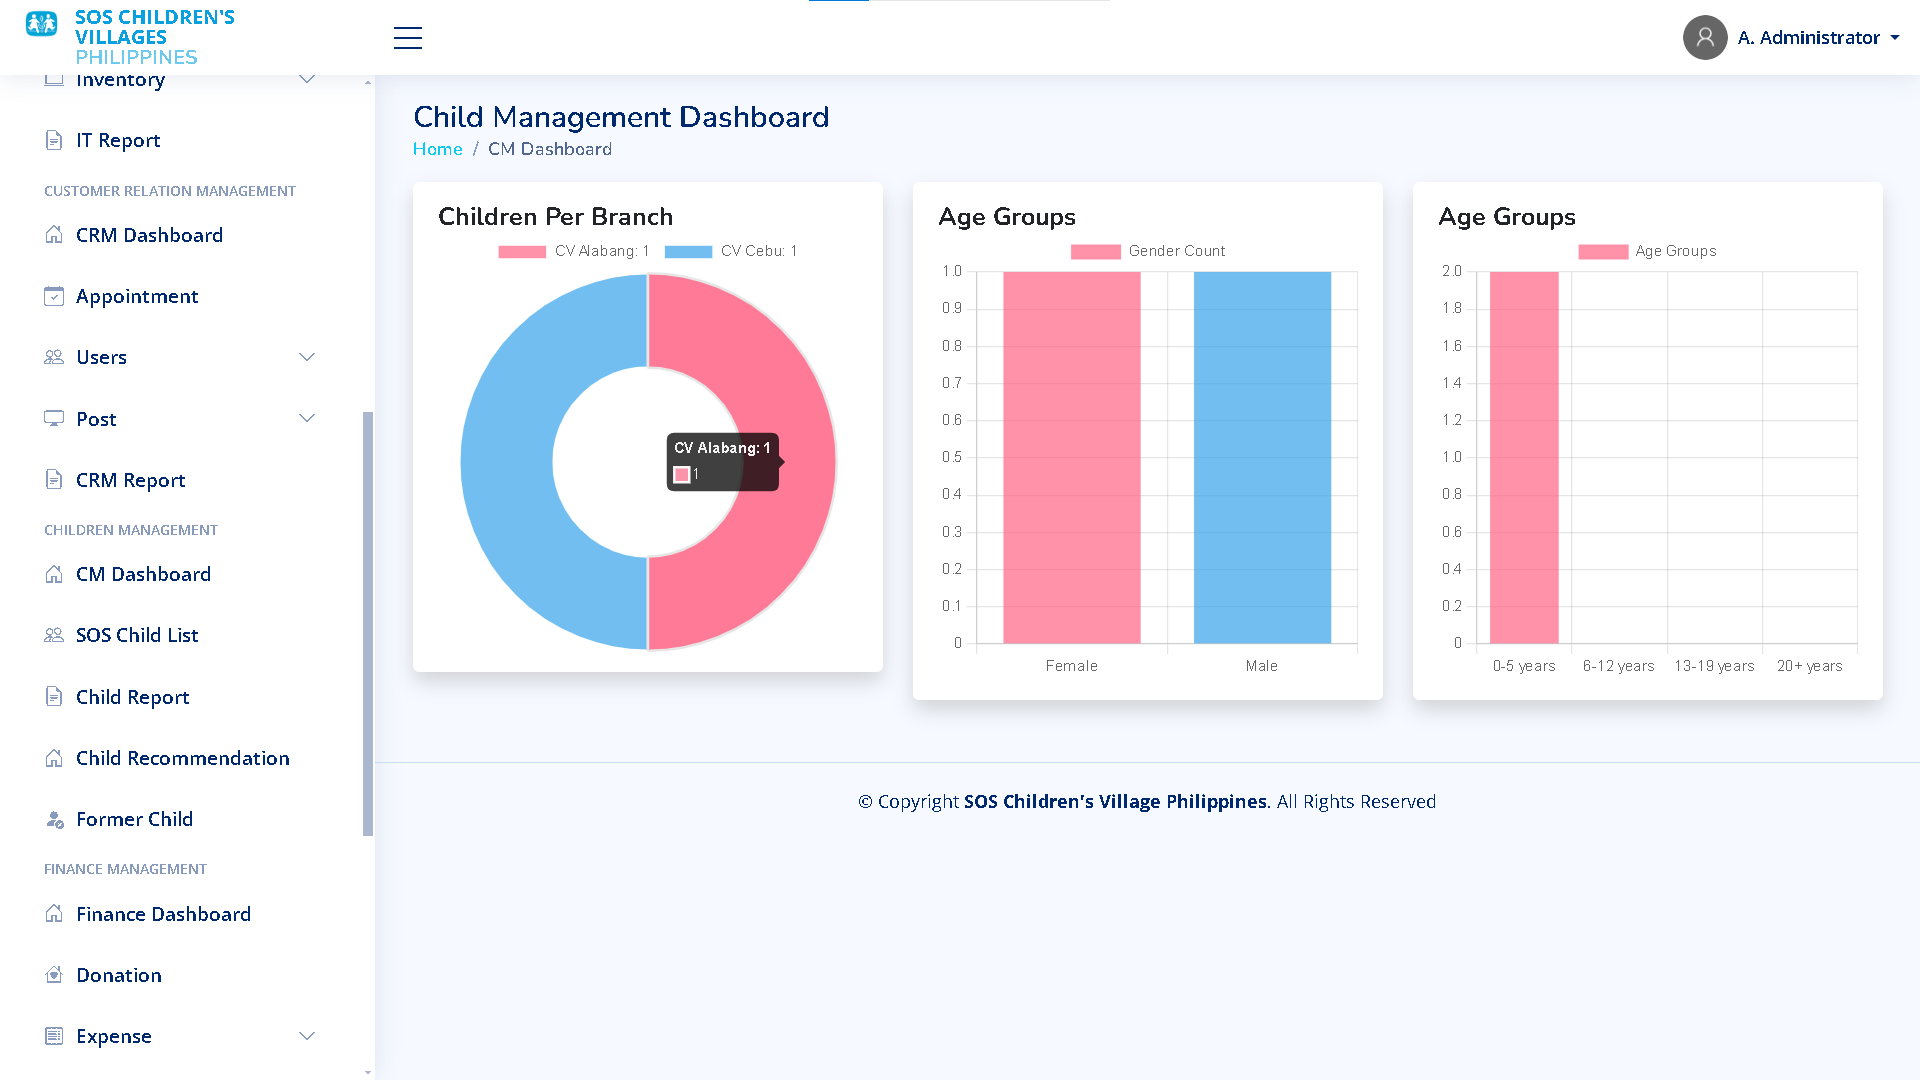 SOS CHILDREN'S
VILLAGES
PHILIPPINES
A. Administrator
Inventory
IT Report
CUSTOMER RELATION MANAGEMENT
CRM Dashboard
Appointment
Users
Post
CRM Report
CHILDREN MANAGEMENT
CM Dashboard
SOS Child List
Child Report
Child Recommendation
Former Child
FINANCE MANAGEMENT
Finance Dashboard
Donation
Expense
Child Management Dashboard
Home / CM Dashboard
Children Per Branch
CV Alabang: 1 CV Cebu: 1
CV Alabang: 1
1
Age Groups
Gender Count
1.0
0.9
0.8
0.7
0.6
0.5
0.4
0.3
0.2
0.1
0
Female Male
Age Groups
Age Groups
2.0
1.8
1.6
1.4
1.2
1.0
0.8
0.6
0.4
0.2
0
0-5 years 6-12 years 13-19 years 20+ years
© Copyright SOS Children's Village Philippines. All Rights Reserved